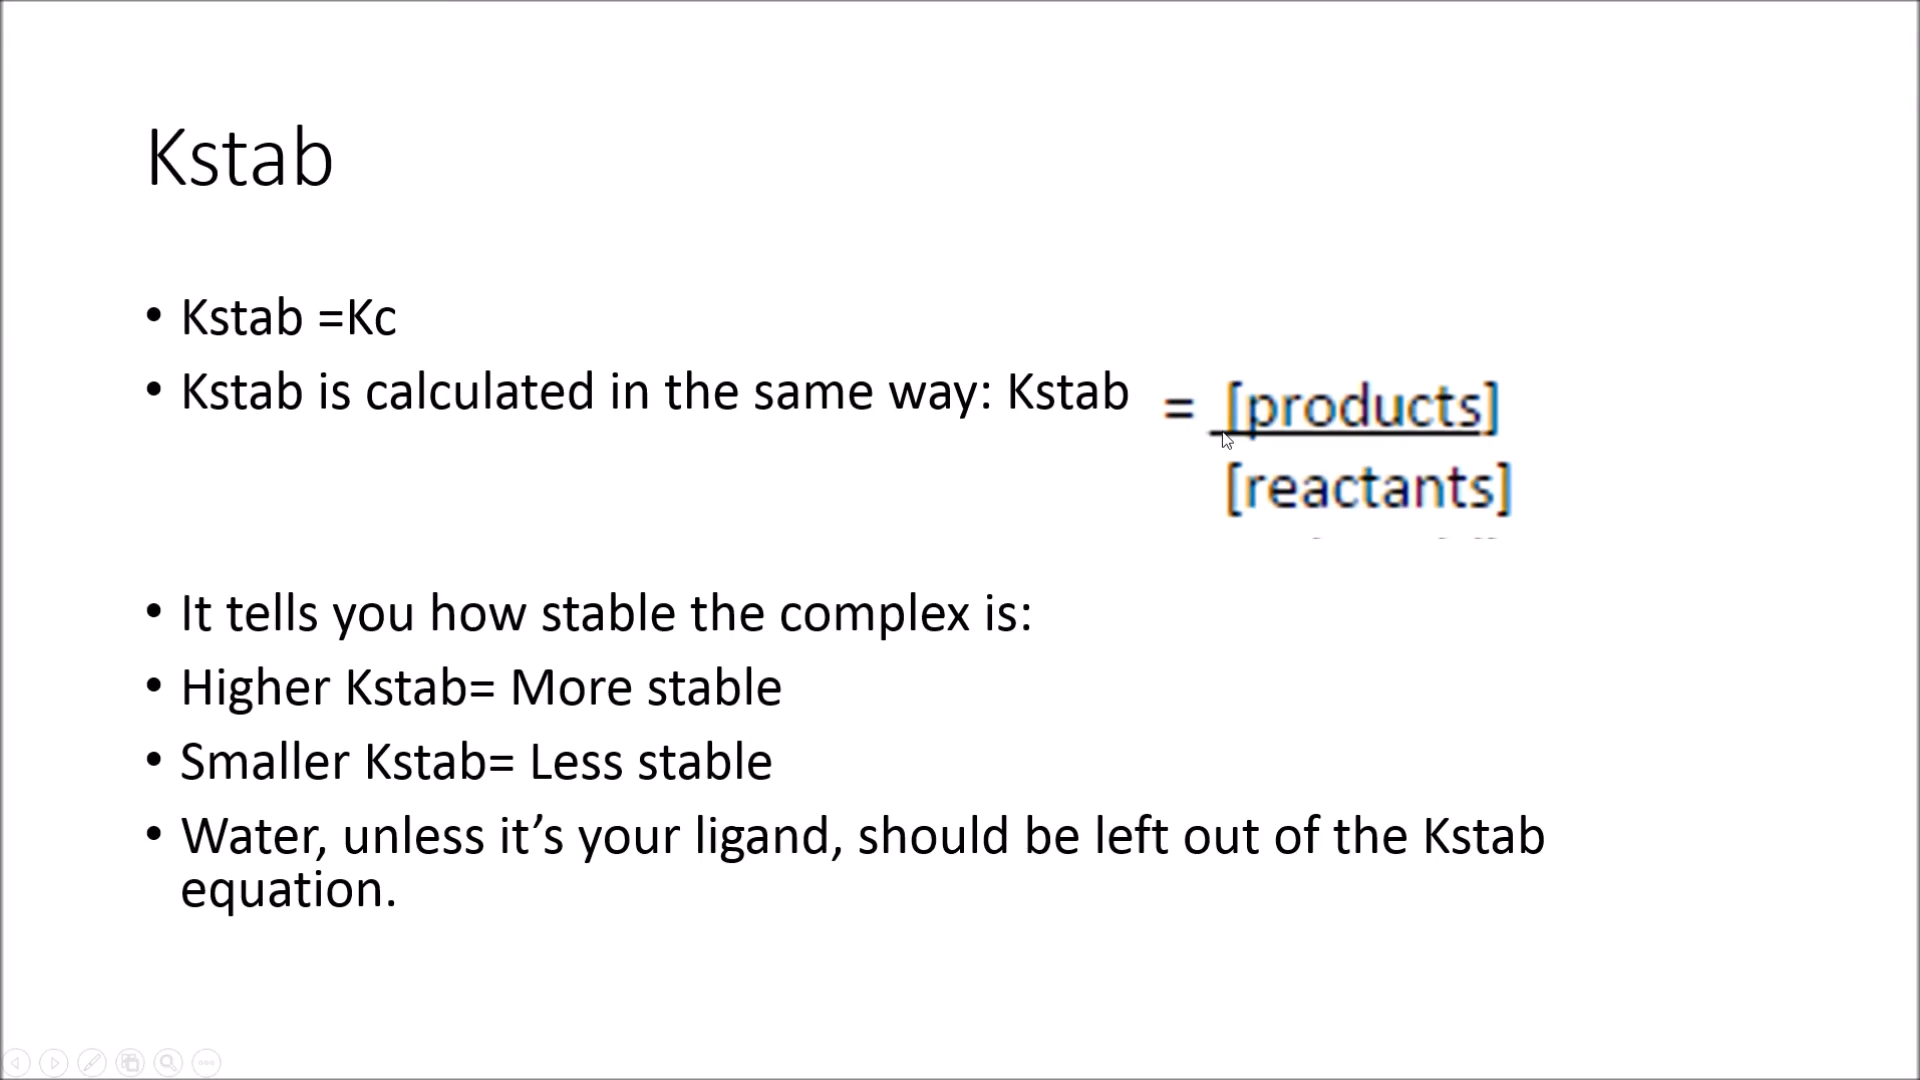 Kstab
• Kstab =Kc
• Kstab is calculated in the same way: Kstab = [products]
[reactants]
• It tells you how stable the complex is:
• Higher Kstab= More stable
• Smaller Kstab= Less stable
• Water, unless it’s your ligand, should be left out of the Kstab
equation.